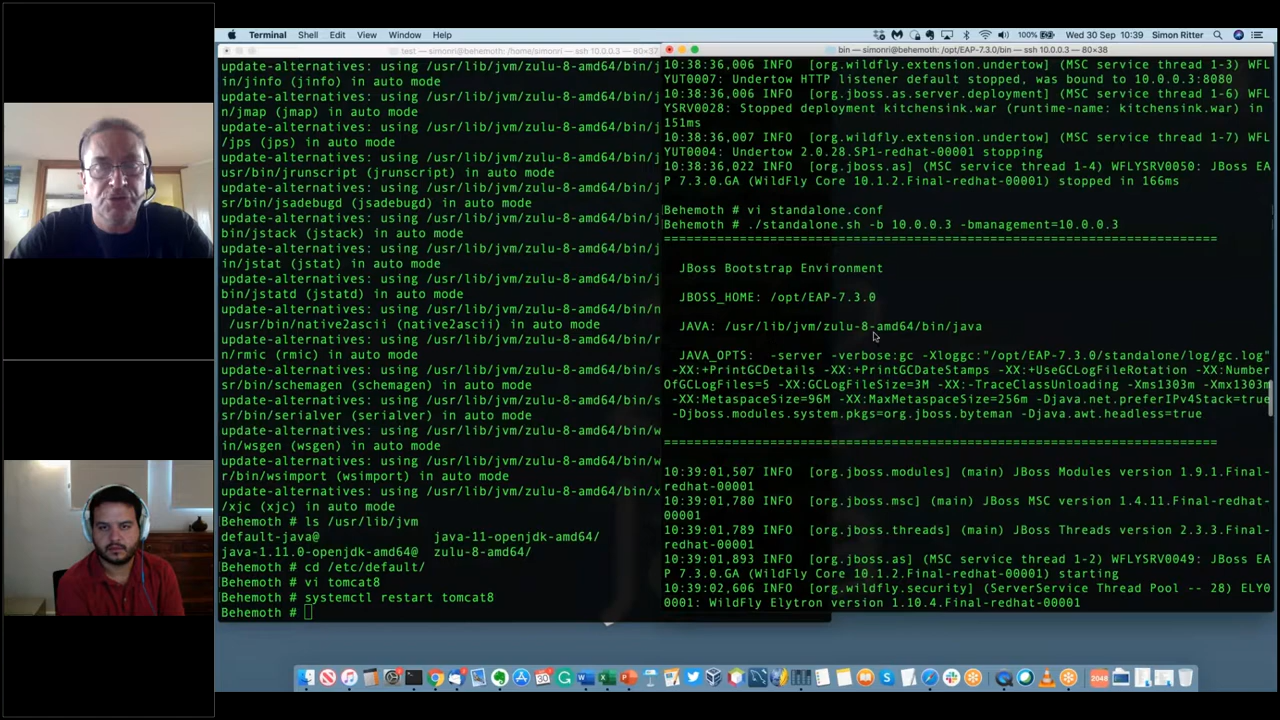 Terminal Shell Edit View Window Help
100% Wed 30 Sep 10:39 Simon Ritter
test — simonri@Behemoth: /home/simonri — ssh 10.0.0.3 — 80×37
update-alternatives: using /usr/lib/jvm/zulu-8-amd64/bin/j
in/jinfo (jinfo) in auto mode
update-alternatives: using /usr/lib/jvm/zulu-8-amd64/bin/j
n/jmap (jmap) in auto mode
update-alternatives: using /usr/lib/jvm/zulu-8-amd64/bin/j
/jps (jps) in auto mode
update-alternatives: using /usr/lib/jvm/zulu-8-amd64/bin/j
usr/bin/jrunscript (jrunscript) in auto mode
update-alternatives: using /usr/lib/jvm/zulu-8-amd64/bin/j
r/bin/jsadebugd (jsadebugd) in auto mode
update-alternatives: using /usr/lib/jvm/zulu-8-amd64/bin/j
bin/jstack (jstack) in auto mode
update-alternatives: using /usr/lib/jvm/zulu-8-amd64/bin/j
in/jstat (jstat) in auto mode
update-alternatives: using /usr/lib/jvm/zulu-8-amd64/bin/j
bin/jstatd (jstatd) in auto mode
update-alternatives: using /usr/lib/jvm/zulu-8-amd64/bin/n
/usr/bin/native2ascii (native2ascii) in auto mode
update-alternatives: using /usr/lib/jvm/zulu-8-amd64/bin/r
n/rmic (rmic) in auto mode
update-alternatives: using /usr/lib/jvm/zulu-8-amd64/bin/s
sr/bin/schemagen (schemagen) in auto mode
update-alternatives: using /usr/lib/jvm/zulu-8-amd64/bin/s
sr/bin/serialver (serialver) in auto mode
update-alternatives: using /usr/lib/jvm/zulu-8-amd64/bin/w
in/wsgen (wsgen) in auto mode
update-alternatives: using /usr/lib/jvm/zulu-8-amd64/bin/w
r/bin/wsimport (wsimport) in auto mode
update-alternatives: using /usr/lib/jvm/zulu-8-amd64/bin/x
/xjc (xjc) in auto mode
Behemoth # ls /usr/lib/jvm
default-java@ java-11-openjdk-amd64/
java-1.11.0-openjdk-amd64@ zulu-8-amd64/
Behemoth # cd /etc/default/
Behemoth # vi tomcat8
Behemoth # systemctl restart tomcat8
Behemoth #
bin — simonri@behemoth: /opt/EAP-7.3.0/bin — ssh 10.0.0.3 — 80×38
10:38:36,006 INFO [org.wildfly.extension.undertow] (MSC service thread 1-3) WFL
YUT0007: Undertow HTTP listener default stopped, was bound to 10.0.0.3:8080
10:38:36,006 INFO [org.jboss.as.server.deployment] (MSC service thread 1-6) WF
LYSRV0028: Stopped deployment kitchensink.war (runtime-name: kitchensink.war) in
151ms
10:38:36,007 INFO [org.wildfly.extension.undertow] (MSC service thread 1-7) WFL
YUT0004: Undertow 2.0.28.SP1-redhat-00001 stopping
10:38:36,022 INFO [org.jboss.as] (MSC service thread 1-4) WFLYSRV0050: JBoss EA
P 7.3.0.GA (WildFly Core 10.1.2.Final-redhat-00001) stopped in 166ms
Behemoth # vi standalone.conf
Behemoth # ./standalone.sh -b 10.0.0.3 -bmanagement=10.0.0.3
=========================================================================
JBoss Bootstrap Environment
JBOSS_HOME: /opt/EAP-7.3.0
JAVA: /usr/lib/jvm/zulu-8-amd64/bin/java
JAVA_OPTS: -server -verbose:gc -Xloggc:"/opt/EAP-7.3.0/standalone/log/gc.log"
-XX:+PrintGCDetails -XX:+PrintGCDateStamps -XX:+UseGCLogFileRotation -XX:Number
OfGCLogFiles=5 -XX:GCLogFileSize=3M -XX:-TraceClassUnloading -Xms1303m -Xmx1303m
-XX:MetaspaceSize=96M -XX:MaxMetaspaceSize=256m -Djava.net.preferIPv4Stack=true
-Djboss.modules.system.pkgs=org.jboss.byteman -Djava.awt.headless=true
=========================================================================
10:39:01,507 INFO [org.jboss.modules] (main) JBoss Modules version 1.9.1.Final-
redhat-00001
10:39:01,780 INFO [org.jboss.msc] (main) JBoss MSC version 1.4.11.Final-redhat-
00001
10:39:01,789 INFO [org.jboss.threads] (main) JBoss Threads version 2.3.3.Final-
redhat-00001
10:39:01,893 INFO [org.jboss.as] (MSC service thread 1-2) WFLYSRV0049: JBoss EA
P 7.3.0.GA (WildFly Core 10.1.2.Final-redhat-00001) starting
10:39:02,606 INFO [org.wildfly.security] (ServerService Thread Pool -- 28) ELY0
0001: WildFly Elytron version 1.10.4.Final-redhat-00001
2048